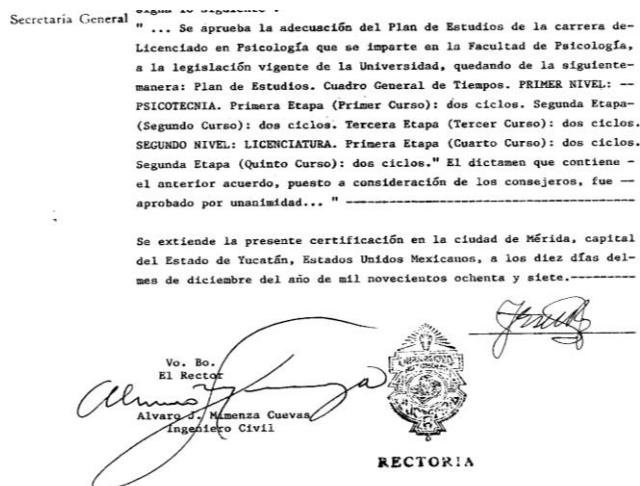 Secretaría General
" ... Se aprueba la adecuación del Plan de Estudios de la carrera de-
Licenciado en Psicología que se imparte en la Facultad de Psicología,
a la legislación vigente de la Universidad, quedando de la siguiente-
manera: Plan de Estudios. Cuadro General de Tiempos. PRIMER NIVEL: --
PSICOTECNIA. Primera Etapa (Primer Curso): dos ciclos. Segunda Etapa-
(Segundo Curso): dos ciclos. Tercera Etapa (Tercer Curso): dos ciclos.
SEGUNDO NIVEL: LICENCIATURA. Primera Etapa (Cuarto Curso): dos ciclos.
Segunda Etapa (Quinto Curso): dos ciclos." El dictamen que contiene -
el anterior acuerdo, puesto a consideración de los consejeros, fue --
aprobado por unanimidad... " ----------------------------------------
Se extiende la presente certificación en la ciudad de Mérida, capital
del Estado de Yucatán, Estados Unidos Mexicanos, a los diez días del-
mes de diciembre del año de mil novecientos ochenta y siete.---------
Vo. Bo.
El Rector
Alvaro J. Mimenza Cuevas
Ingeniero Civil
RECTORIA